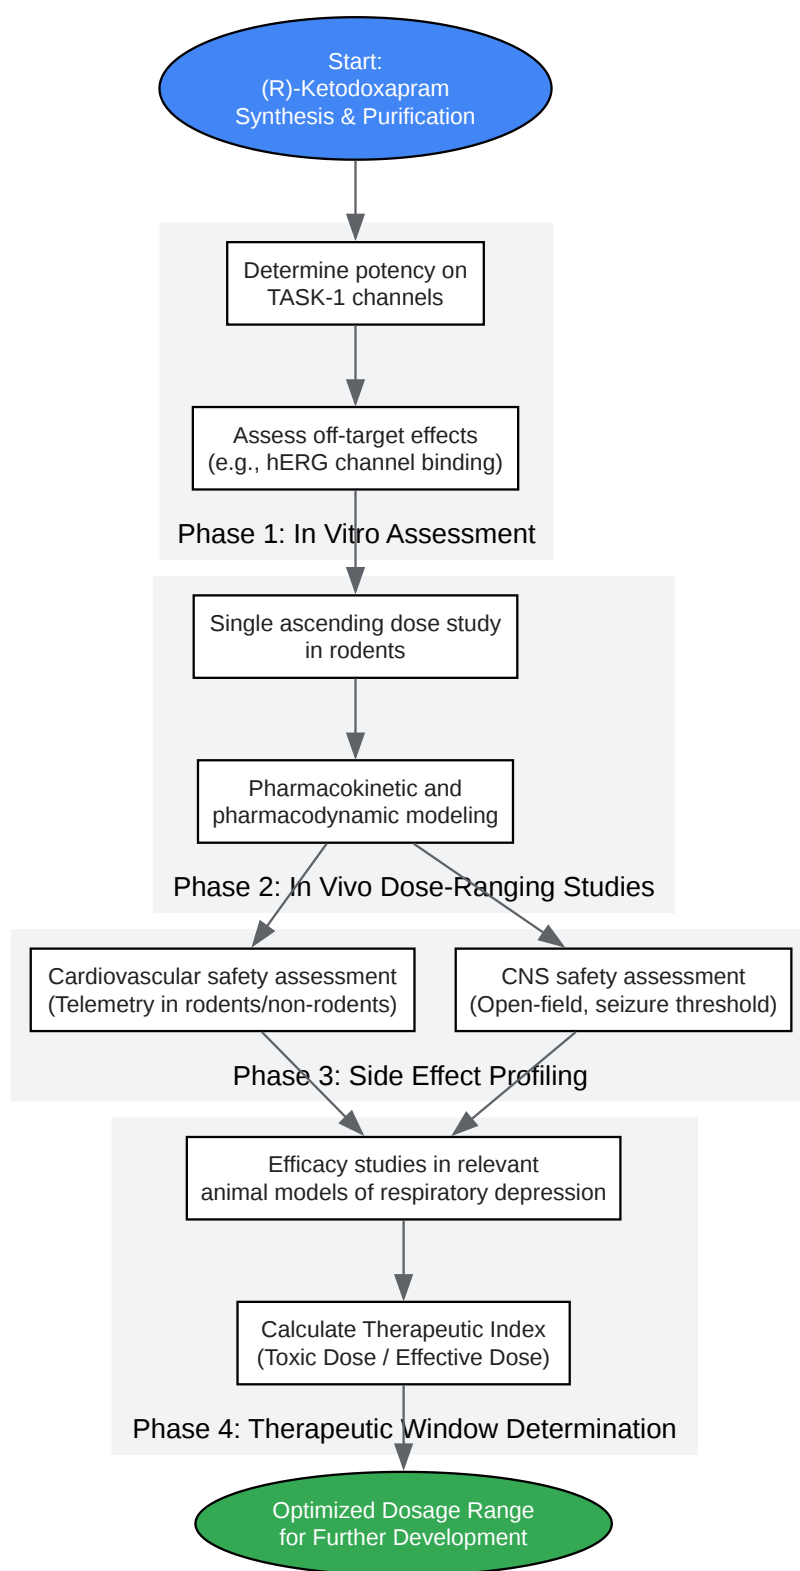 Start:
(R)-Ketodoxapram
Synthesis & Purification
Determine potency on
TASK-1 channels
Assess off-target effects
(e.g., hERG channel binding)
Phase 1: In Vitro Assessment
Single ascending dose study
in rodents
Pharmacokinetic and
pharmacodynamic modeling
Phase 2: In Vivo Dose-Ranging Studies
Cardiovascular safety assessment
(Telemetry in rodents/non-rodents)
CNS safety assessment
(Open-field, seizure threshold)
Phase 3: Side Effect Profiling
Efficacy studies in relevant
animal models of respiratory depression
Calculate Therapeutic Index
(Toxic Dose / Effective Dose)
Phase 4: Therapeutic Window Determination
Optimized Dosage Range
for Further Development